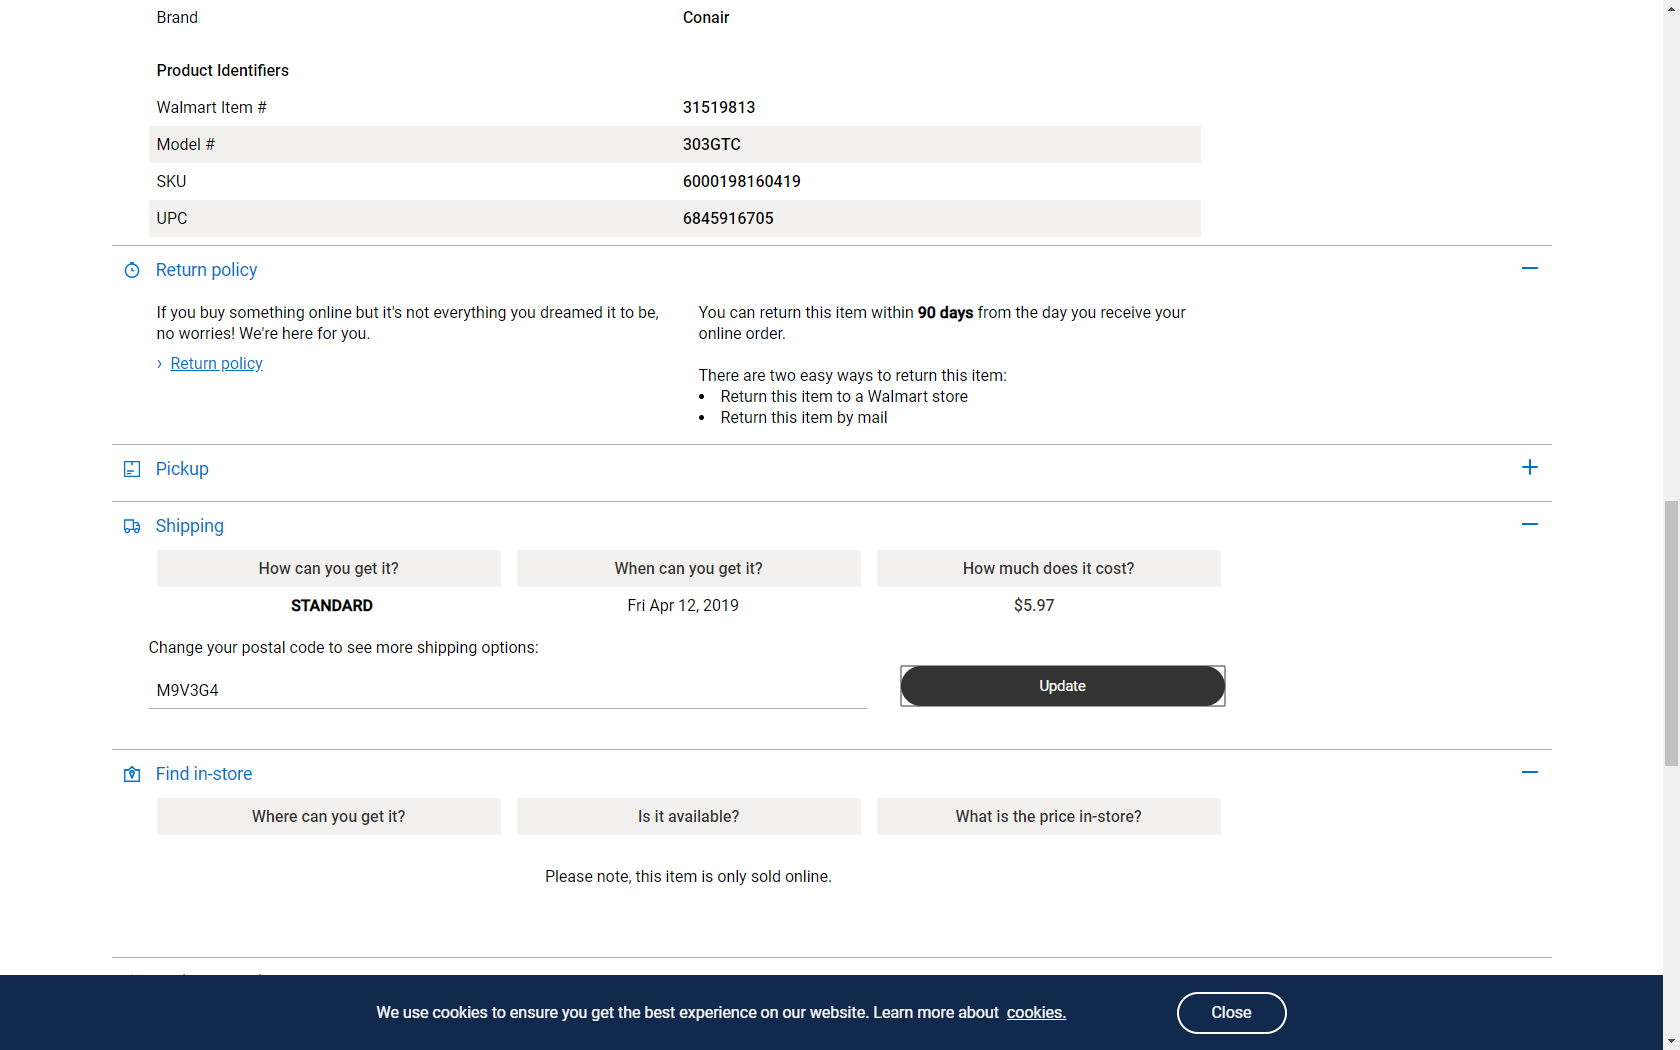 Brand Conair
Product Identifiers
Walmart Item # 31519813
Model # 303GTC
SKU 6000198160419
UPC 6845916705
Return policy
If you buy something online but it's not everything you dreamed it to be,
no worries! We're here for you.
› Return policy
You can return this item within 90 days from the day you receive your
online order.
There are two easy ways to return this item:
• Return this item to a Walmart store
• Return this item by mail
Pickup
Shipping
How can you get it? When can you get it? How much does it cost?
STANDARD Fri Apr 12, 2019 $5.97
Change your postal code to see more shipping options:
M9V3G4
Update
Find in-store
Where can you get it? Is it available? What is the price in-store?
Please note, this item is only sold online.
We use cookies to ensure you get the best experience on our website. Learn more about cookies.
Close